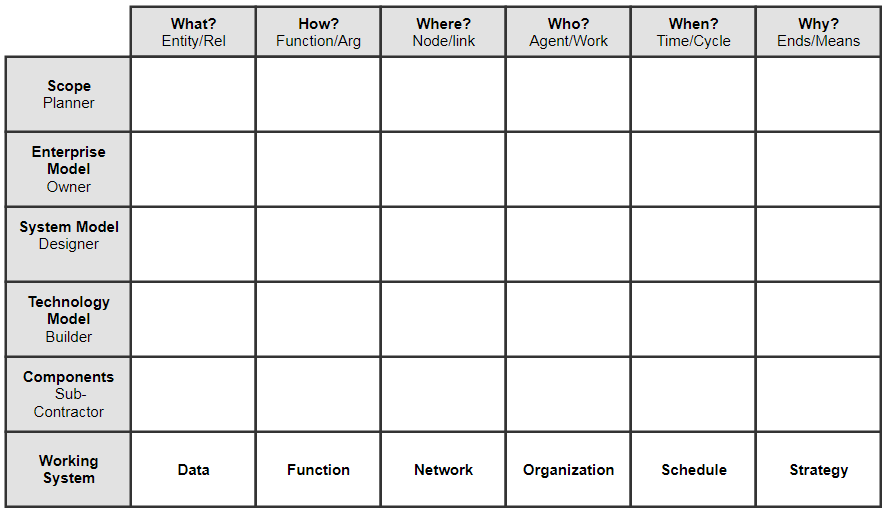 What? How? Where? Who? When? Why?
Entity/Rel Function/Arg Node/link Agent/Work Time/Cycle Ends/Means
Scope
Planner
Enterprise
Model
Owner
System Model
Designer
Technology
Model
Builder
Components
Sub-
Contractor
Working
System
Data Function Network Organization Schedule Strategy